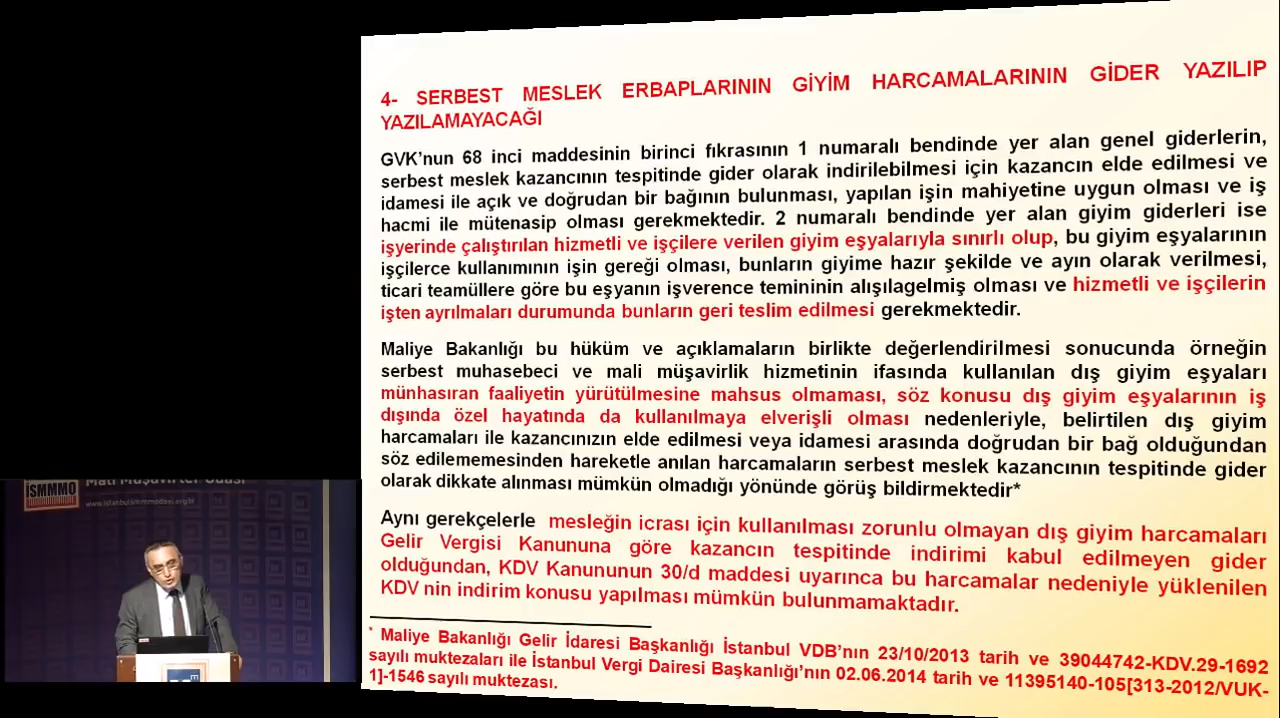 4- SERBEST MESLEK ERBAPLARININ GİYİM HARCAMALARININ GİDER YAZILIP
YAZILAMAYACAĞI
GVK'nun 68 inci maddesinin birinci fıkrasının 1 numaralı bendinde yer alan genel giderlerin,
serbest meslek kazancının tespitinde gider olarak indirilebilmesi için kazancın elde edilmesi ve
idamesi ile açık ve doğrudan bir bağının bulunması, yapılan işin mahiyetine uygun olması ve iş
hacmi ile mütenasip olması gerekmektedir. 2 numaralı bendinde yer alan giyim giderleri ise
işyerinde çalıştırılan hizmetli ve işçilere verilen giyim eşyalarıyla sınırlı olup, bu giyim eşyalarının
işçilerce kullanımının işin gereği olması, bunların giyime hazır şekilde ve ayın olarak verilmesi,
ticari teamüllere göre bu eşyanın işverence temininin alışılagelmiş olması ve hizmetli ve işçilerin
işten ayrılmaları durumunda bunların geri teslim edilmesi gerekmektedir.
Maliye Bakanlığı bu hüküm ve açıklamaların birlikte değerlendirilmesi sonucunda örneğin
serbest muhasebeci ve mali müşavirlik hizmetinin ifasında kullanılan dış giyim eşyaları
münhasıran faaliyetin yürütülmesine mahsus olmaması, söz konusu dış giyim eşyalarının iş
dışında özel hayatında da kullanılmaya elverişli olması nedenleriyle, belirtilen dış giyim
harcamaları ile kazancınızın elde edilmesi veya idamesi arasında doğrudan bir bağ olduğundan
söz edilememesinden hareketle anılan harcamaların serbest meslek kazancının tespitinde gider
olarak dikkate alınması mümkün olmadığı yönünde görüş bildirmektedir*
Aynı gerekçelerle mesleğin icrası için kullanılması zorunlu olmayan dış giyim harcamaları
Gelir Vergisi Kanununa göre kazancın tespitinde indirimi kabul edilmeyen gider
olduğundan, KDV Kanununun 30/d maddesi uyarınca bu harcamalar nedeniyle yüklenilen
KDV nin indirim konusu yapılması mümkün bulunmamaktadır.
* Maliye Bakanlığı Gelir İdaresi Başkanlığı İstanbul VDB'nın 23/10/2013 tarih ve 39044742-KDV.29-1692
sayılı muktezaları ile İstanbul Vergi Dairesi Başkanlığı'nın 02.06.2014 tarih ve 11395140-105[313-2012/VUK-
1]-1546 sayılı muktezası.
İSMMMO
Mali Müşavirler Odası
www.istanbulsmmmodasi.org.tr